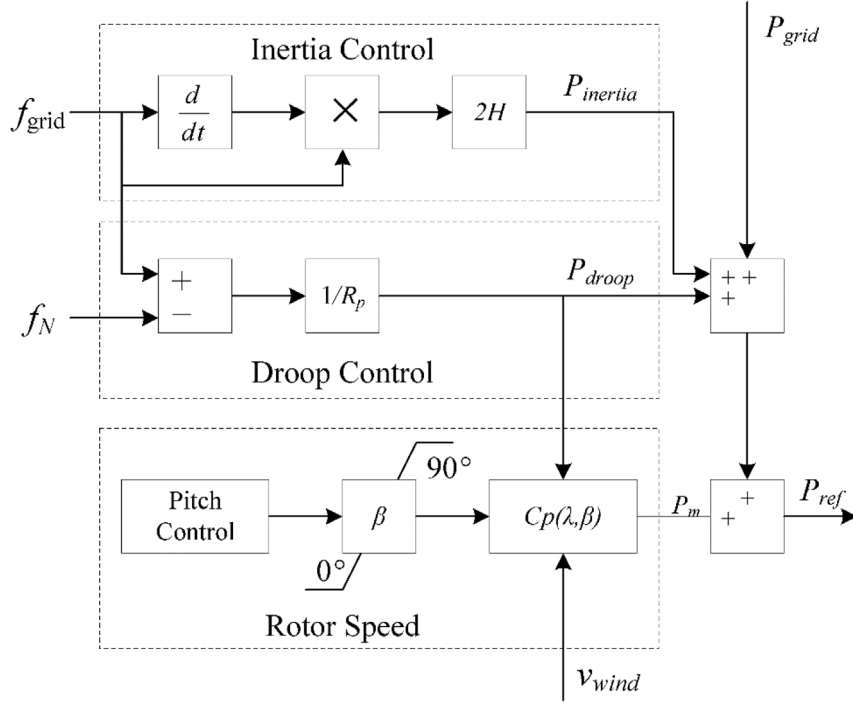 Inertia Control
P_grid
f_grid
d/dt
×
2H
P_inertia
+ +
+
f_N
+
−
1/R_p
P_droop
Droop Control
Pitch
Control
β
90°
0°
Cp(λ,β)
P_m
+
+
P_ref
Rotor Speed
v_wind